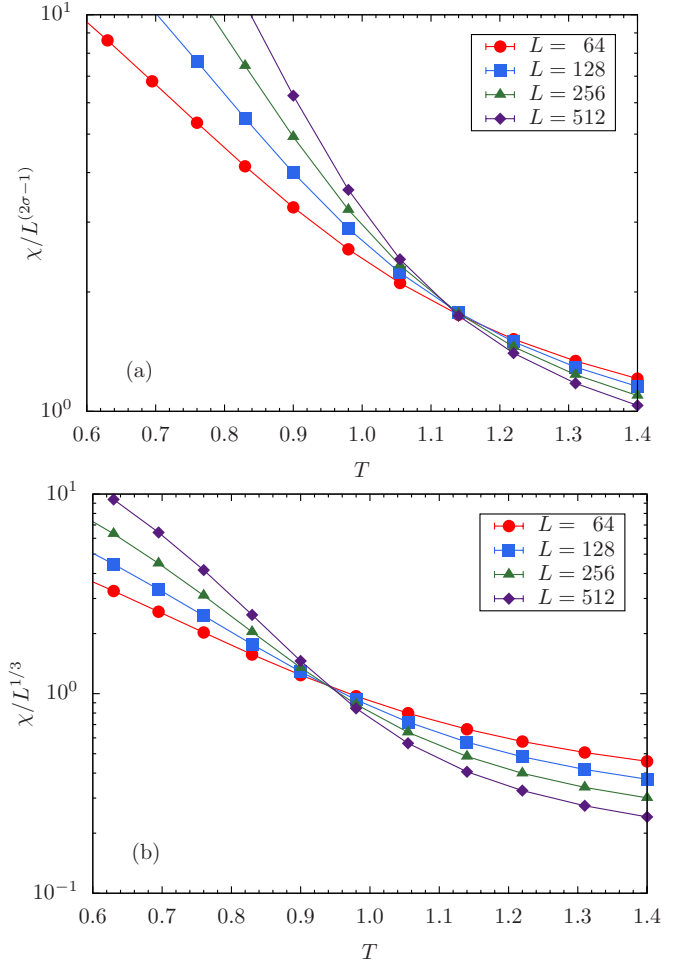 10^1
χ/L^(2σ−1)
10^0
L = 64
L = 128
L = 256
L = 512
(a)
0.6 0.7 0.8 0.9 1.0 1.1 1.2 1.3 1.4
T
10^1
χ/L^1/3
10^0
10^−1
L = 64
L = 128
L = 256
L = 512
(b)
0.6 0.7 0.8 0.9 1.0 1.1 1.2 1.3 1.4
T